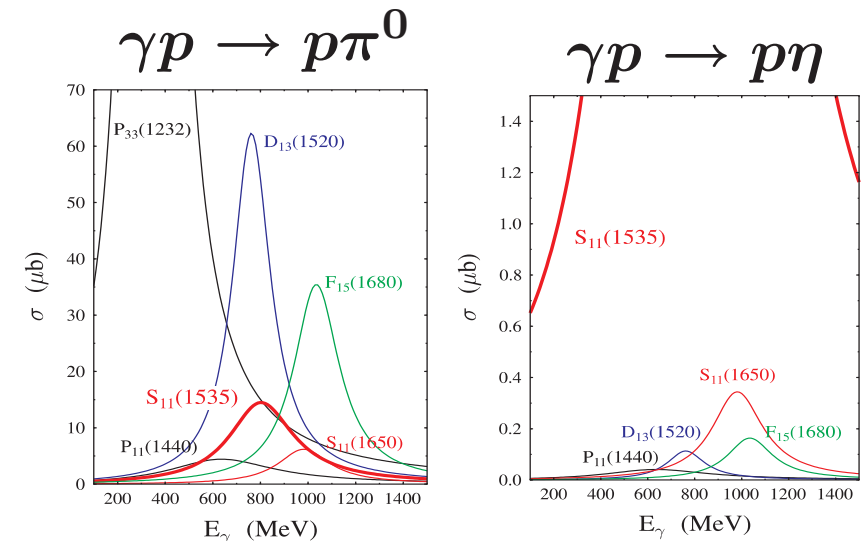 γp → pπ⁰
70
60
50
40
30
20
10
0
σ (μb)
P₃₃(1232)
D₁₃(1520)
F₁₅(1680)
S₁₁(1535)
P₁₁(1440)
S₁₁(1650)
200 400 600 800 1000 1200 1400
E_γ (MeV)
γp → pη
1.4
1.2
1.0
0.8
0.6
0.4
0.2
0.0
σ (μb)
S₁₁(1535)
S₁₁(1650)
D₁₃(1520)
F₁₅(1680)
P₁₁(1440)
200 400 600 800 1000 1200 1400
E_γ (MeV)